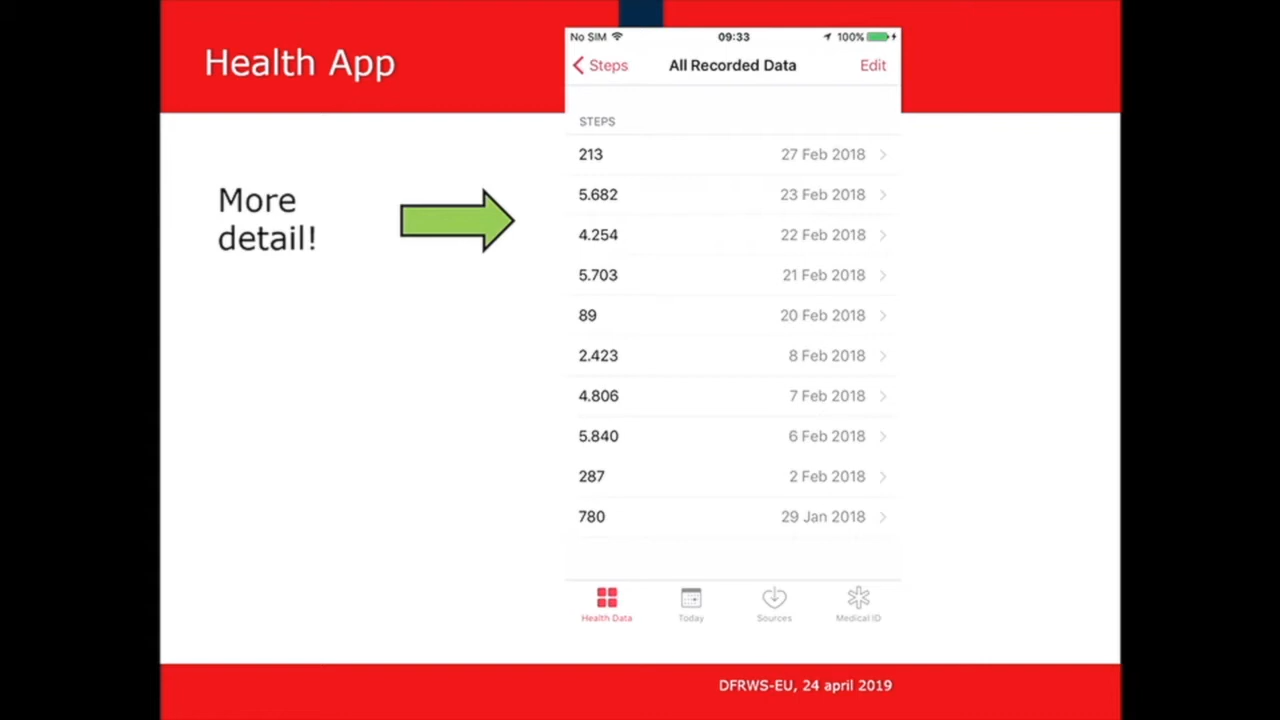 Health App
More
detail!
No SIM 09:33 100%
Steps All Recorded Data Edit
STEPS
213 27 Feb 2018
5.682 23 Feb 2018
4.254 22 Feb 2018
5.703 21 Feb 2018
89 20 Feb 2018
2.423 8 Feb 2018
4.806 7 Feb 2018
5.840 6 Feb 2018
287 2 Feb 2018
780 29 Jan 2018
Health Data Today Sources Medical ID
DFRWS-EU, 24 april 2019